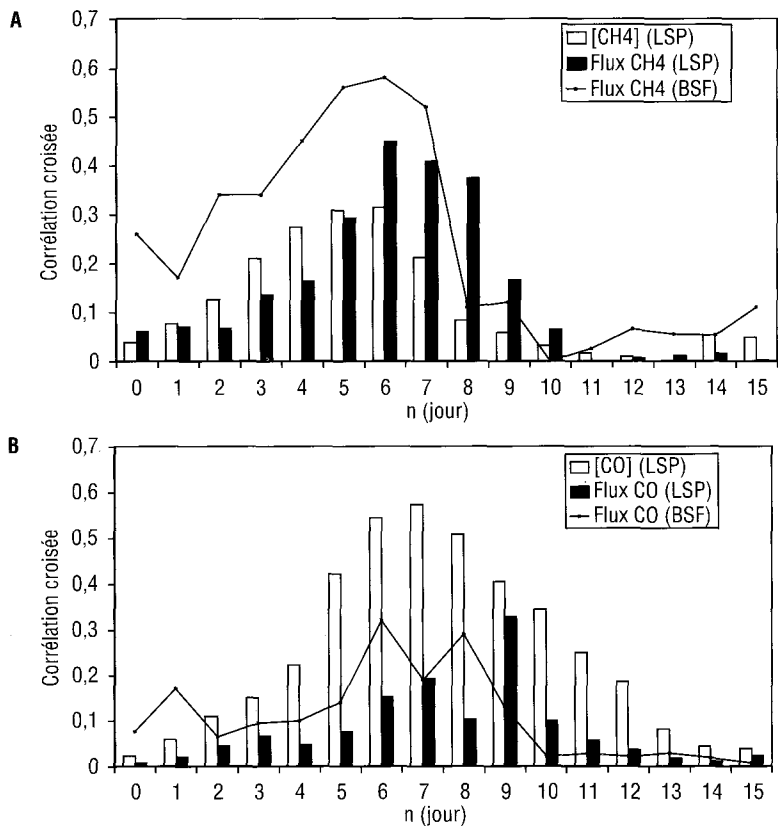 A
0,7
0,6
0,5
0,4
0,3
0,2
0,1
0
Corrélation croisée
[CH4] (LSP)
Flux CH4 (LSP)
Flux CH4 (BSF)
0 1 2 3 4 5 6 7 8 9 10 11 12 13 14 15
n (jour)
B
0,7
0,6
0,5
0,4
0,3
0,2
0,1
0
Corrélation croisée
[CO] (LSP)
Flux CO (LSP)
Flux CO (BSF)
0 1 2 3 4 5 6 7 8 9 10 11 12 13 14 15
n (jour)